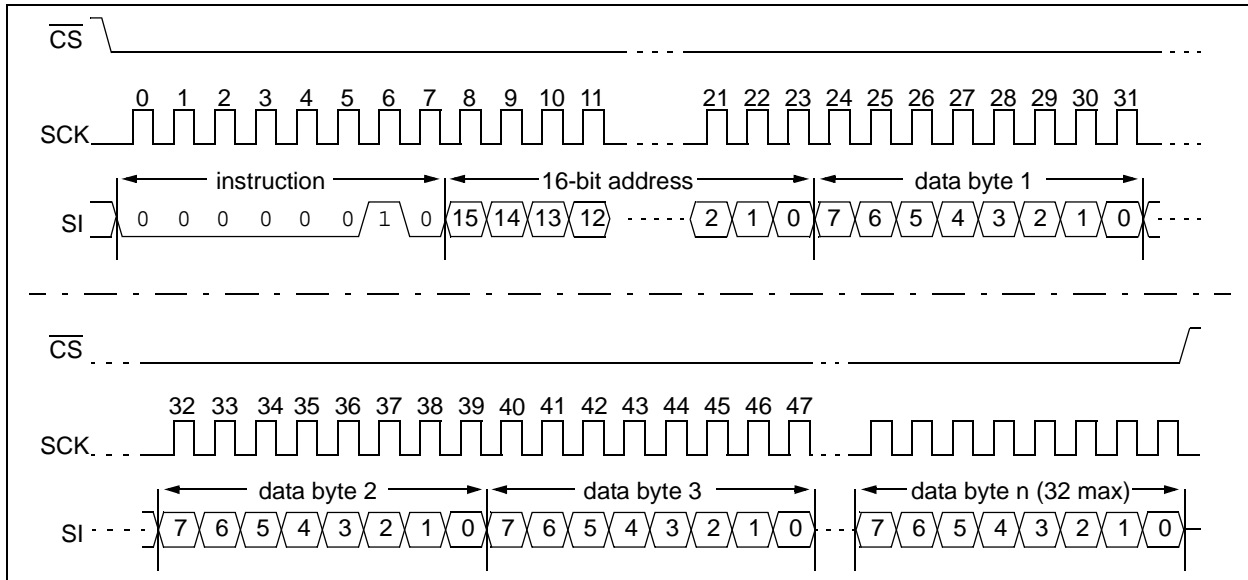 CS
0 1 2 3 4 5 6 7 8 9 10 11 21 22 23 24 25 26 27 28 29 30 31
SCK
instruction 16-bit address data byte 1
SI 0 0 0 0 0 0 1 0 15 14 13 12 2 1 0 7 6 5 4 3 2 1 0
CS
32 33 34 35 36 37 38 39 40 41 42 43 44 45 46 47
SCK
data byte 2 data byte 3 data byte n (32 max)
SI 7 6 5 4 3 2 1 0 7 6 5 4 3 2 1 0 7 6 5 4 3 2 1 0